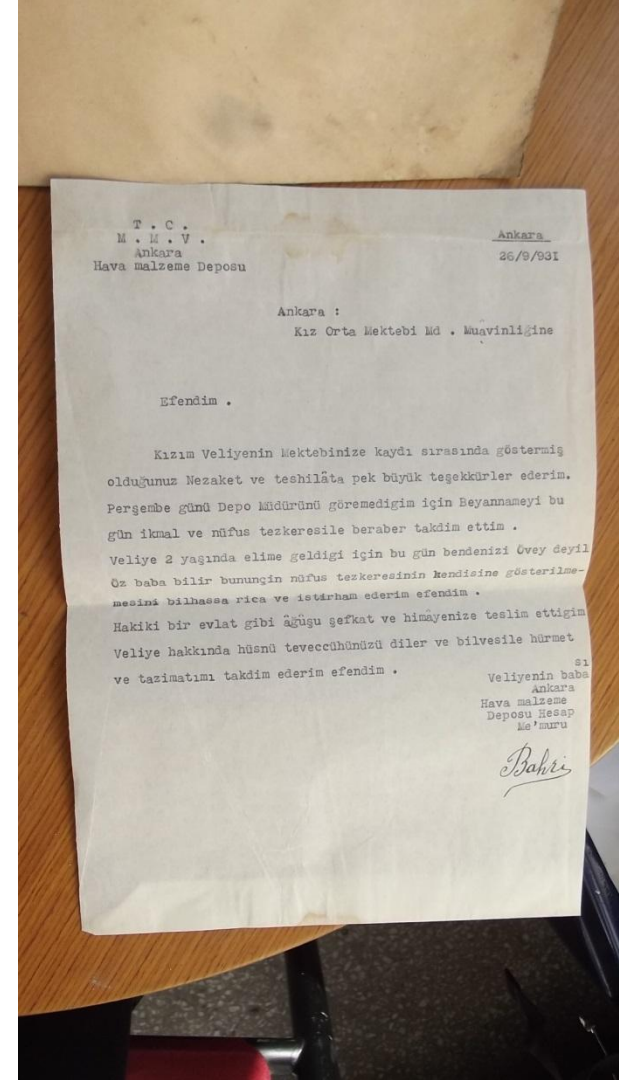 T . C .
M . M . V .
Ankara
Hava malzeme Deposu
Ankara
26/9/93I
Ankara :
Kız Orta Mektebi Md . Muavinliğine
Efendim .
Kızım Veliyenin Mektebinize kaydı sırasında göstermiş
olduğunuz Nezaket ve teshilâta pek büyük teşekkürler ederim.
Perşembe günü Depo Müdürünü göremedigim için Beyannameyi bu
gün ikmal ve nüfus tezkeresile beraber takdim ettim .
Veliye 2 yaşında elime geldigi için bu gün bendenizi Övey deyil
Öz baba bilir bununçin nüfus tezkeresinin kendisine gösterilme-
mesini bilhassa rica ve istirham ederim efendim .
Hakiki bir evlat gibi âğûşu şefkat ve himâyenize teslim ettigim
Veliye hakkında hüsnü teveccühünüzü diler ve bilvesile hürmet
ve tazimatımı takdim ederim efendim .
sı
Veliyenin baba
Ankara
Hava malzeme
Deposu Hesap
Me'muru
Bahri